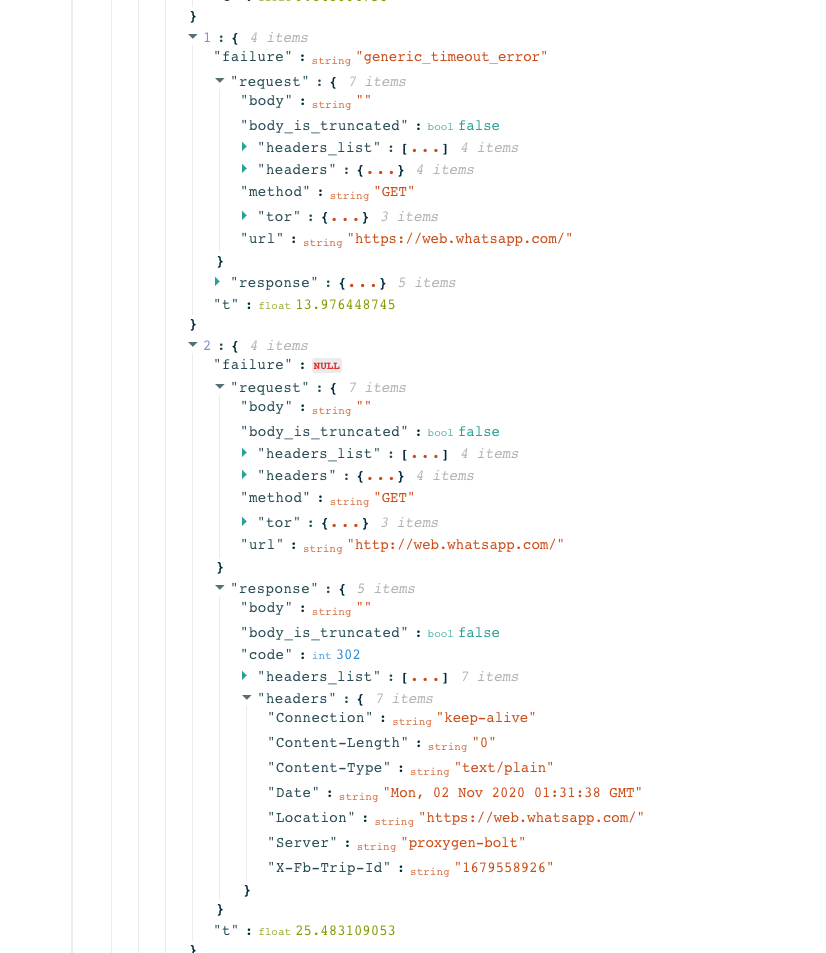 }
1 : { 4 items
"failure" : string "generic_timeout_error"
"request" : { 7 items
"body" : string ""
"body_is_truncated" : bool false
"headers_list" : [...] 4 items
"headers" : {...} 4 items
"method" : string "GET"
"tor" : {...} 3 items
"url" : string "https://web.whatsapp.com/"
}
"response" : {...} 5 items
"t" : float 13.976448745
}
2 : { 4 items
"failure" : NULL
"request" : { 7 items
"body" : string ""
"body_is_truncated" : bool false
"headers_list" : [...] 4 items
"headers" : {...} 4 items
"method" : string "GET"
"tor" : {...} 3 items
"url" : string "http://web.whatsapp.com/"
}
"response" : { 5 items
"body" : string ""
"body_is_truncated" : bool false
"code" : int 302
"headers_list" : [...] 7 items
"headers" : { 7 items
"Connection" : string "keep-alive"
"Content-Length" : string "0"
"Content-Type" : string "text/plain"
"Date" : string "Mon, 02 Nov 2020 01:31:38 GMT"
"Location" : string "https://web.whatsapp.com/"
"Server" : string "proxygen-bolt"
"X-Fb-Trip-Id" : string "1679558926"
}
}
"t" : float 25.483109053
}